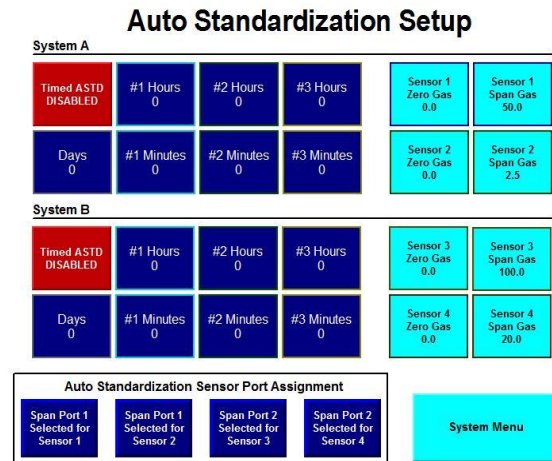 Auto Standardization Setup
System A
Timed ASTD
DISABLED
#1 Hours
0
#2 Hours
0
#3 Hours
0
Sensor 1
Zero Gas
0.0
Sensor 1
Span Gas
50.0
Days
0
#1 Minutes
0
#2 Minutes
0
#3 Minutes
0
Sensor 2
Zero Gas
0.0
Sensor 2
Span Gas
2.5
System B
Timed ASTD
DISABLED
#1 Hours
0
#2 Hours
0
#3 Hours
0
Sensor 3
Zero Gas
0.0
Sensor 3
Span Gas
100.0
Days
0
#1 Minutes
0
#2 Minutes
0
#3 Minutes
0
Sensor 4
Zero Gas
0.0
Sensor 4
Span Gas
20.0
Auto Standardization Sensor Port Assignment
Span Port 1
Selected for
Sensor 1
Span Port 1
Selected for
Sensor 2
Span Port 2
Selected for
Sensor 3
Span Port 2
Selected for
Sensor 4
System Menu